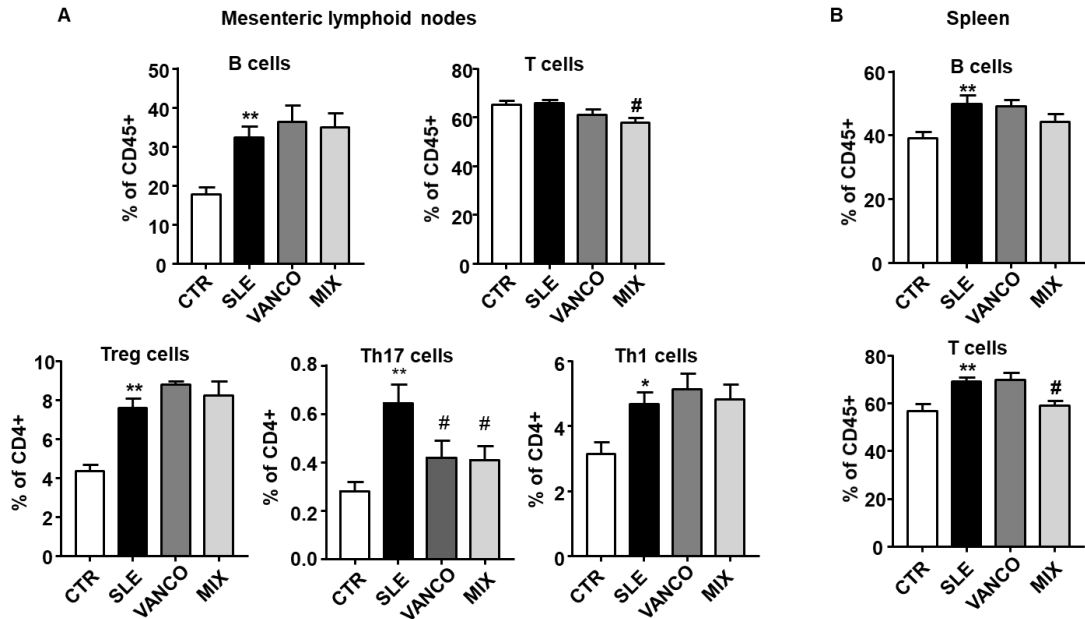 A
Mesenteric lymphoid nodes
B cells
% of CD45+
50
40
30
20
10
0
**
CTR
SLE
VANCO
MIX
T cells
% of CD45+
80
60
40
20
0
#
CTR
SLE
VANCO
MIX
Treg cells
% of CD4+
10
8
6
4
2
0
**
CTR
SLE
VANCO
MIX
Th17 cells
% of CD4+
0.8
0.6
0.4
0.2
0.0
**
#
#
CTR
SLE
VANCO
MIX
Th1 cells
% of CD4+
6
4
2
0
*
CTR
SLE
VANCO
MIX
B
Spleen
B cells
% of CD45+
60
40
20
0
**
CTR
SLE
VANCO
MIX
T cells
% of CD45+
80
60
40
20
0
**
#
CTR
SLE
VANCO
MIX